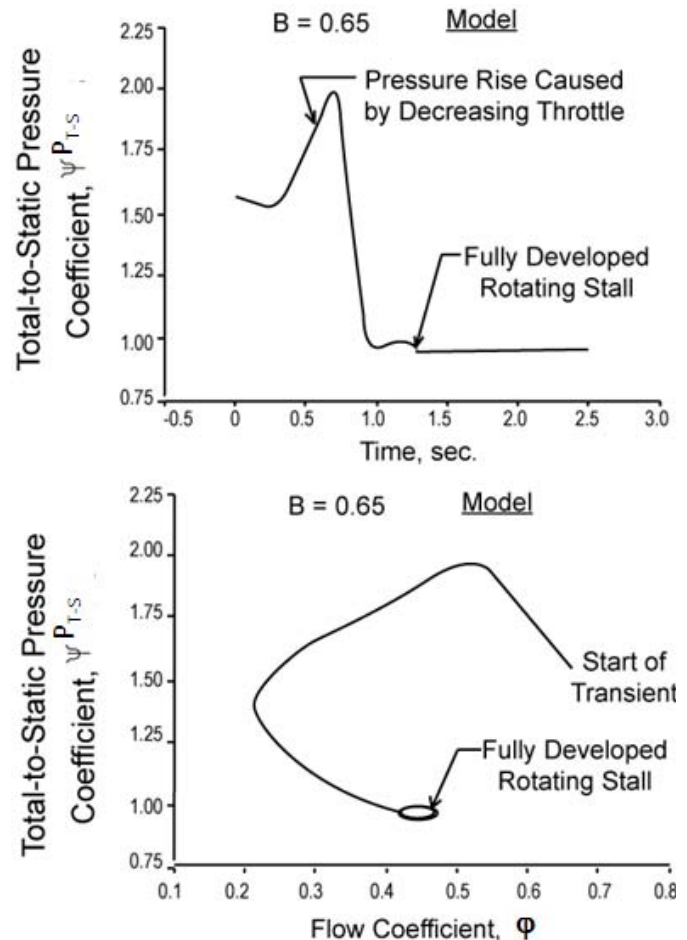 B = 0.65 Model
Total-to-Static Pressure
Coefficient, ψ P T-S
2.25
2.00
1.75
1.50
1.25
1.00
0.75
Pressure Rise Caused
by Decreasing Throttle
Fully Developed
Rotating Stall
-0.5 0 0.5 1.0 1.5 2.0 2.5 3.0
Time, sec.
B = 0.65 Model
Total-to-Static Pressure
Coefficient, ψ P T-S
2.25
2.00
1.75
1.50
1.25
1.00
0.75
Start of
Transient
Fully Developed
Rotating Stall
0.1 0.2 0.3 0.4 0.5 0.6 0.7 0.8
Flow Coefficient, φ